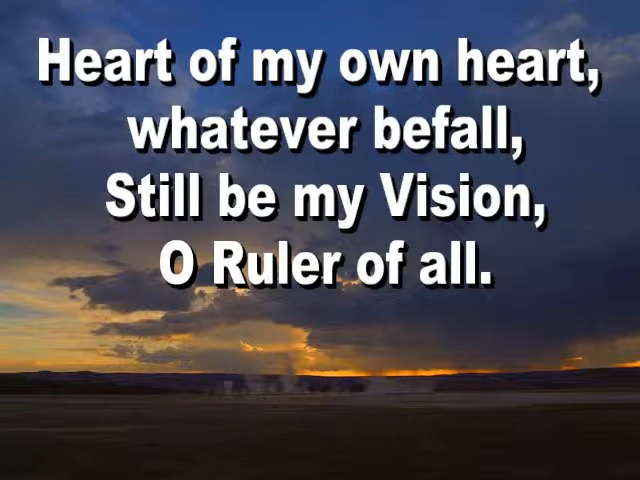 Heart of my own heart,
whatever befall,
Still be my Vision,
O Ruler of all.